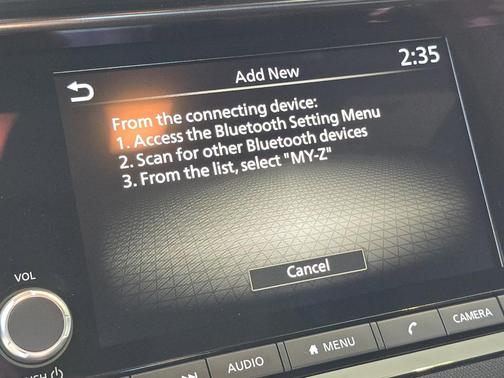 Add New
2:35
From the connecting device:
1. Access the Bluetooth Setting Menu
2. Scan for other Bluetooth devices
3. From the list, select "MY-Z"
Cancel
VOL
AUDIO
MENU
CAMERA